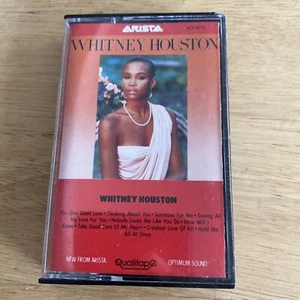 ARISTA
WHITNEY HOUSTON
WHITNEY HOUSTON
You Give Good Love • Thinking About You • Someone For Me • Saving All
My Love For You • Nobody Loves Me Like You Do • How Will I
Know • Take Good Care Of My Heart • Greatest Love Of All • Hold Me
All At Once
NEW FROM ARISTA
Qualitape
OPTIMUM SOUND